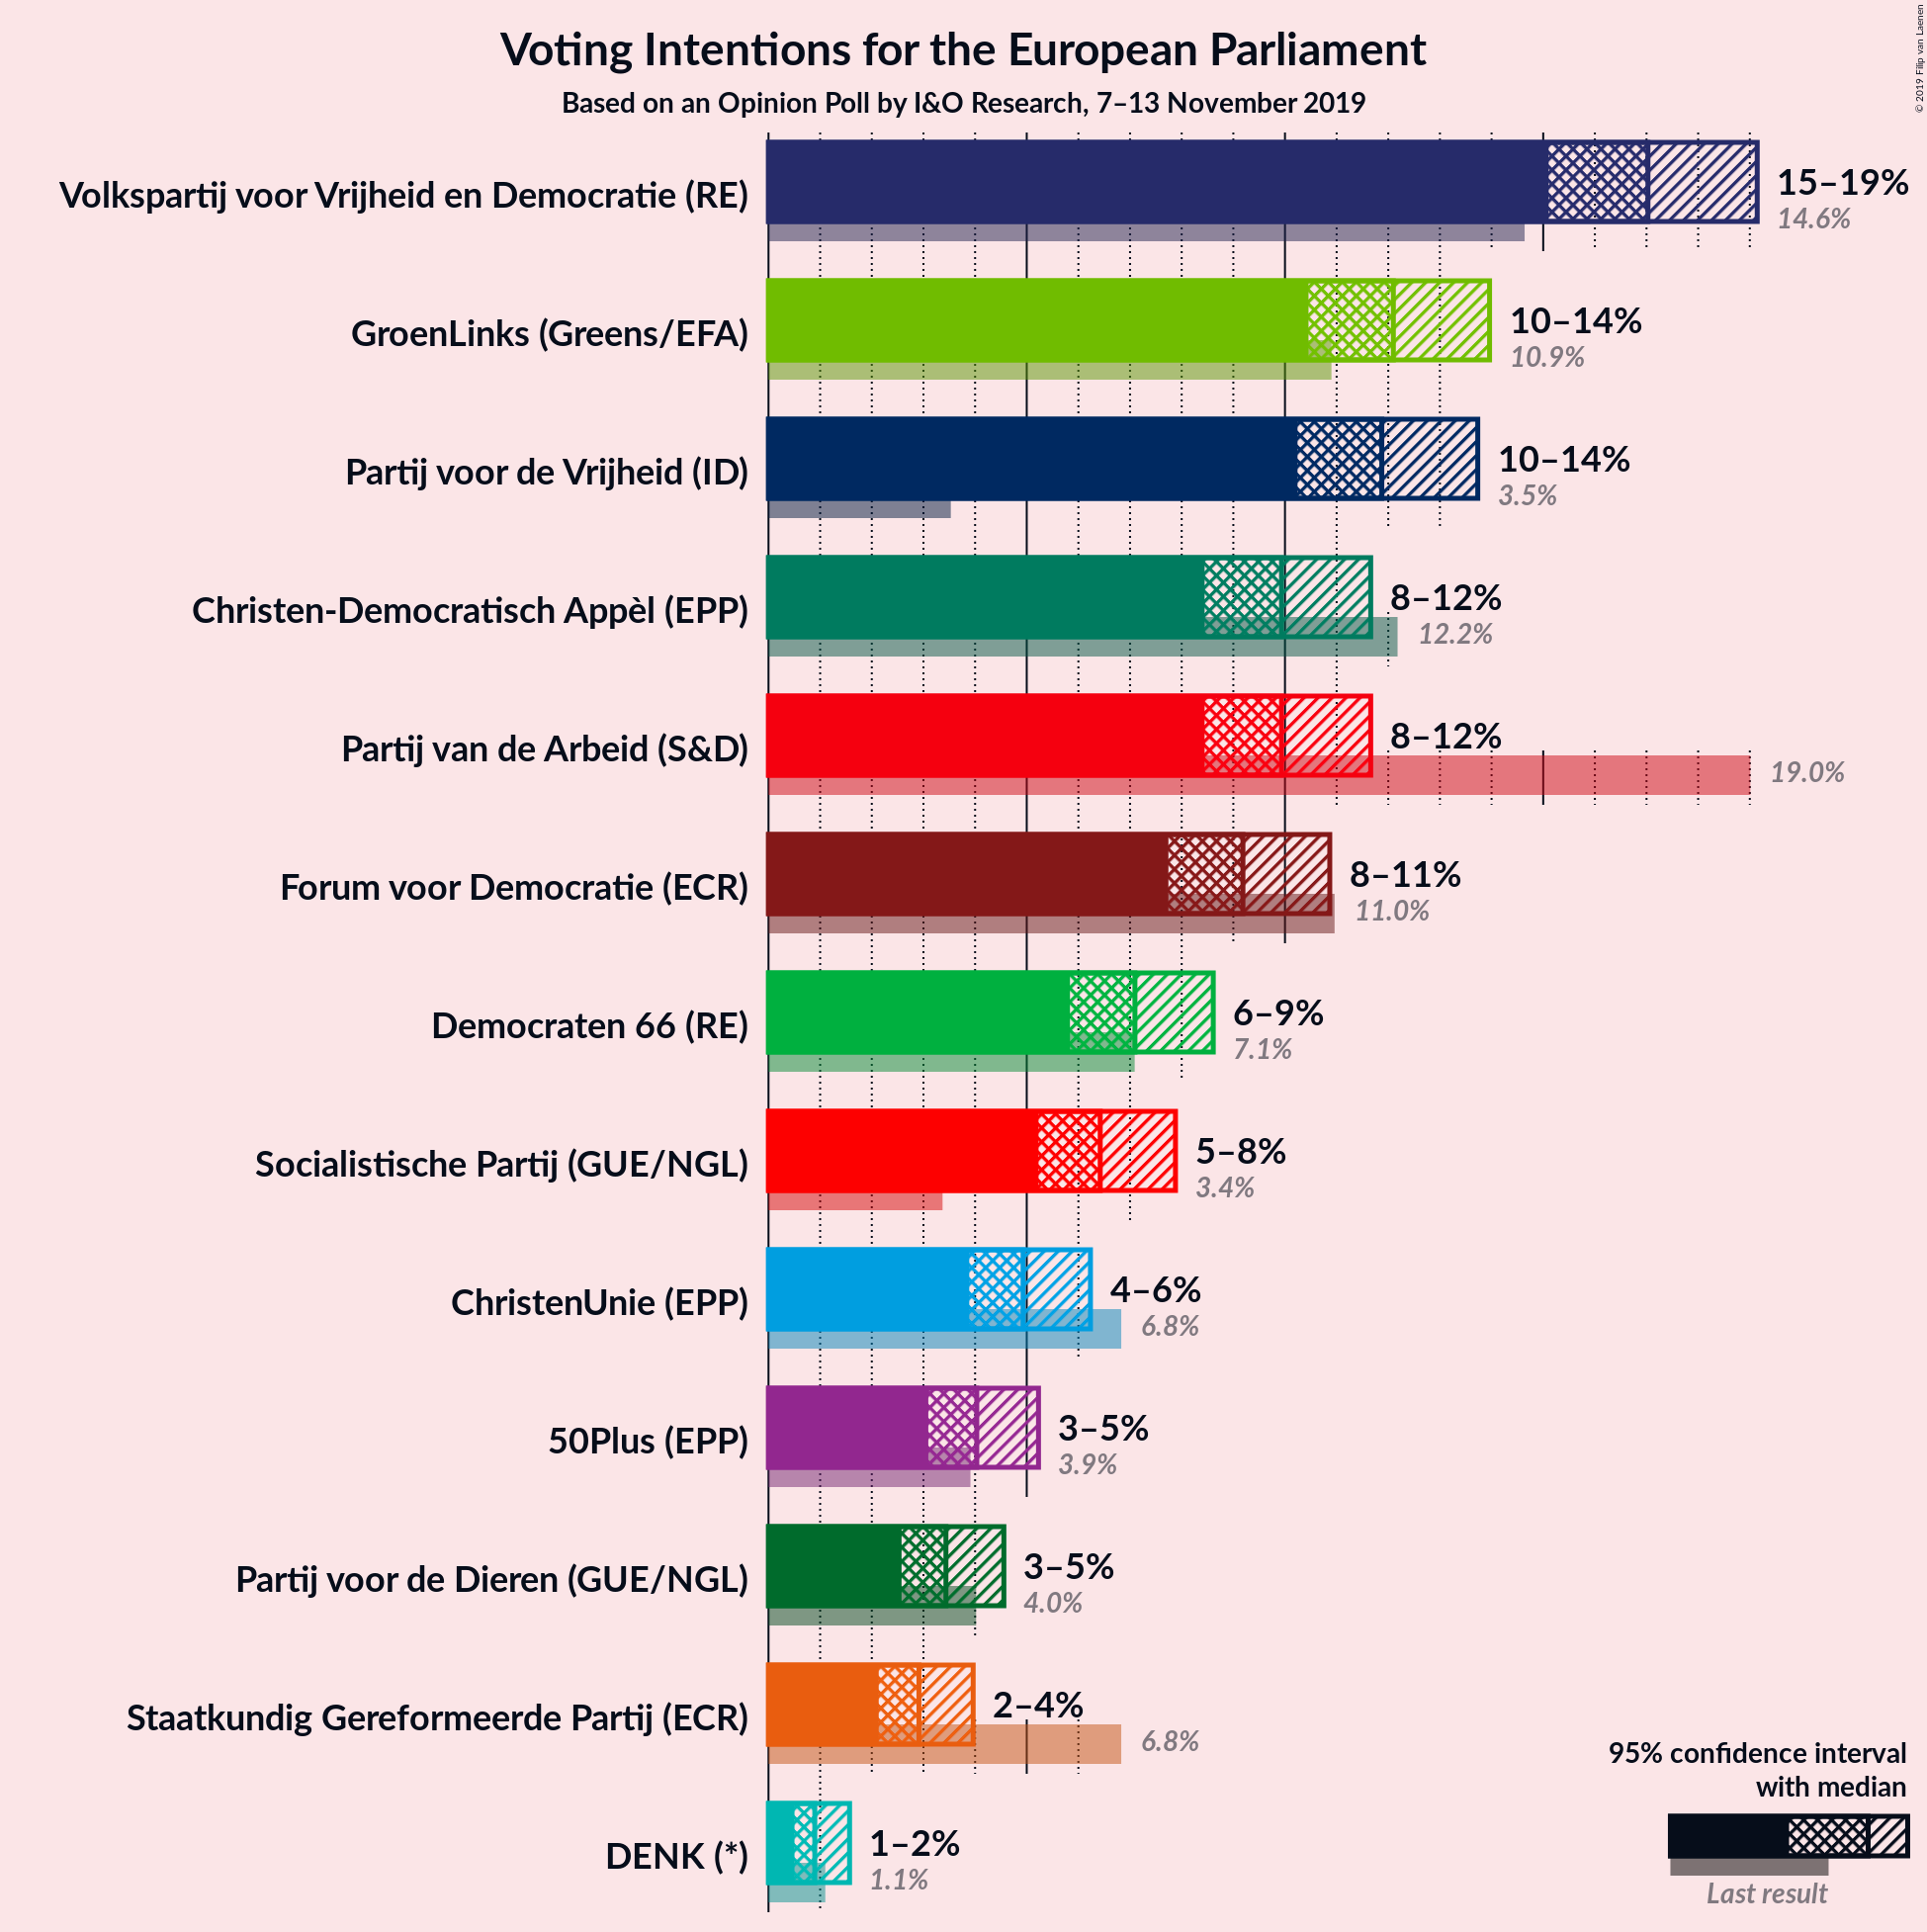 Voting Intentions for the European Parliament
Based on an Opinion Poll by I&O Research, 7–13 November 2019
© 2019 Filip van Laenen
Volkspartij voor Vrijheid en Democratie (RE)
15–19%
14.6%
GroenLinks (Greens/EFA)
10–14%
10.9%
Partij voor de Vrijheid (ID)
10–14%
3.5%
Christen-Democratisch Appèl (EPP)
8–12%
12.2%
Partij van de Arbeid (S&D)
8–12%
19.0%
Forum voor Democratie (ECR)
8–11%
11.0%
Democraten 66 (RE)
6–9%
7.1%
Socialistische Partij (GUE/NGL)
5–8%
3.4%
ChristenUnie (EPP)
4–6%
6.8%
50Plus (EPP)
3–5%
3.9%
Partij voor de Dieren (GUE/NGL)
3–5%
4.0%
Staatkundig Gereformeerde Partij (ECR)
2–4%
6.8%
DENK (*)
1–2%
1.1%
95% confidence interval
with median
Last result